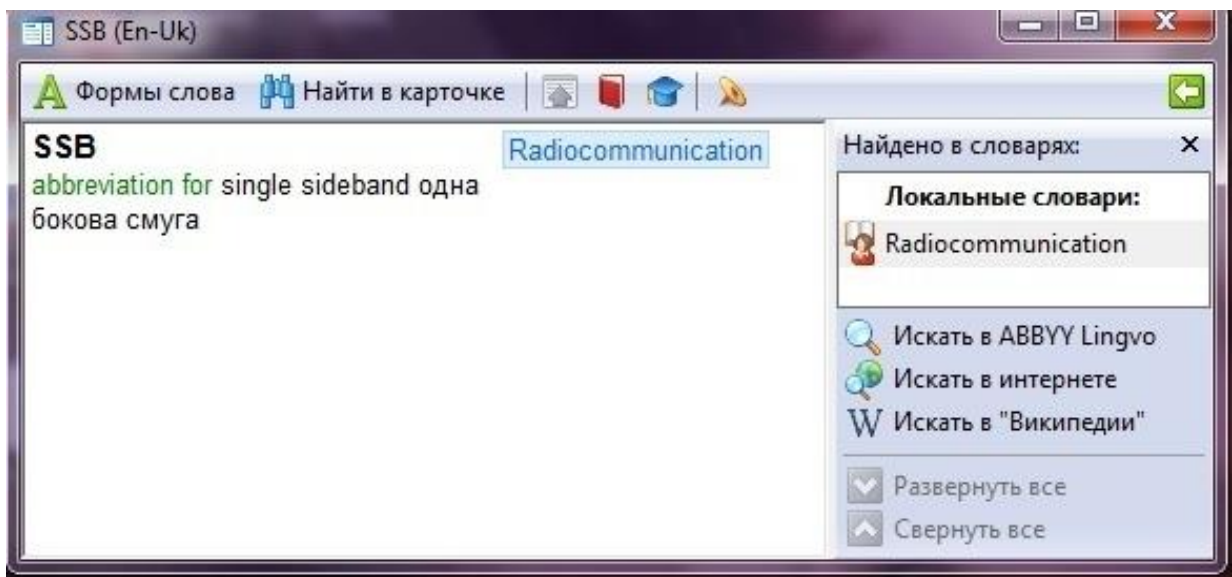 SSB (En-Uk)
Формы слова Найти в карточке
SSB
Radiocommunication
abbreviation for single sideband одна
бокова смуга
Найдено в словарях:
Локальные словари:
Radiocommunication
Искать в ABBYY Lingvo
Искать в интернете
W Искать в "Википедии"
Развернуть все
Свернуть все